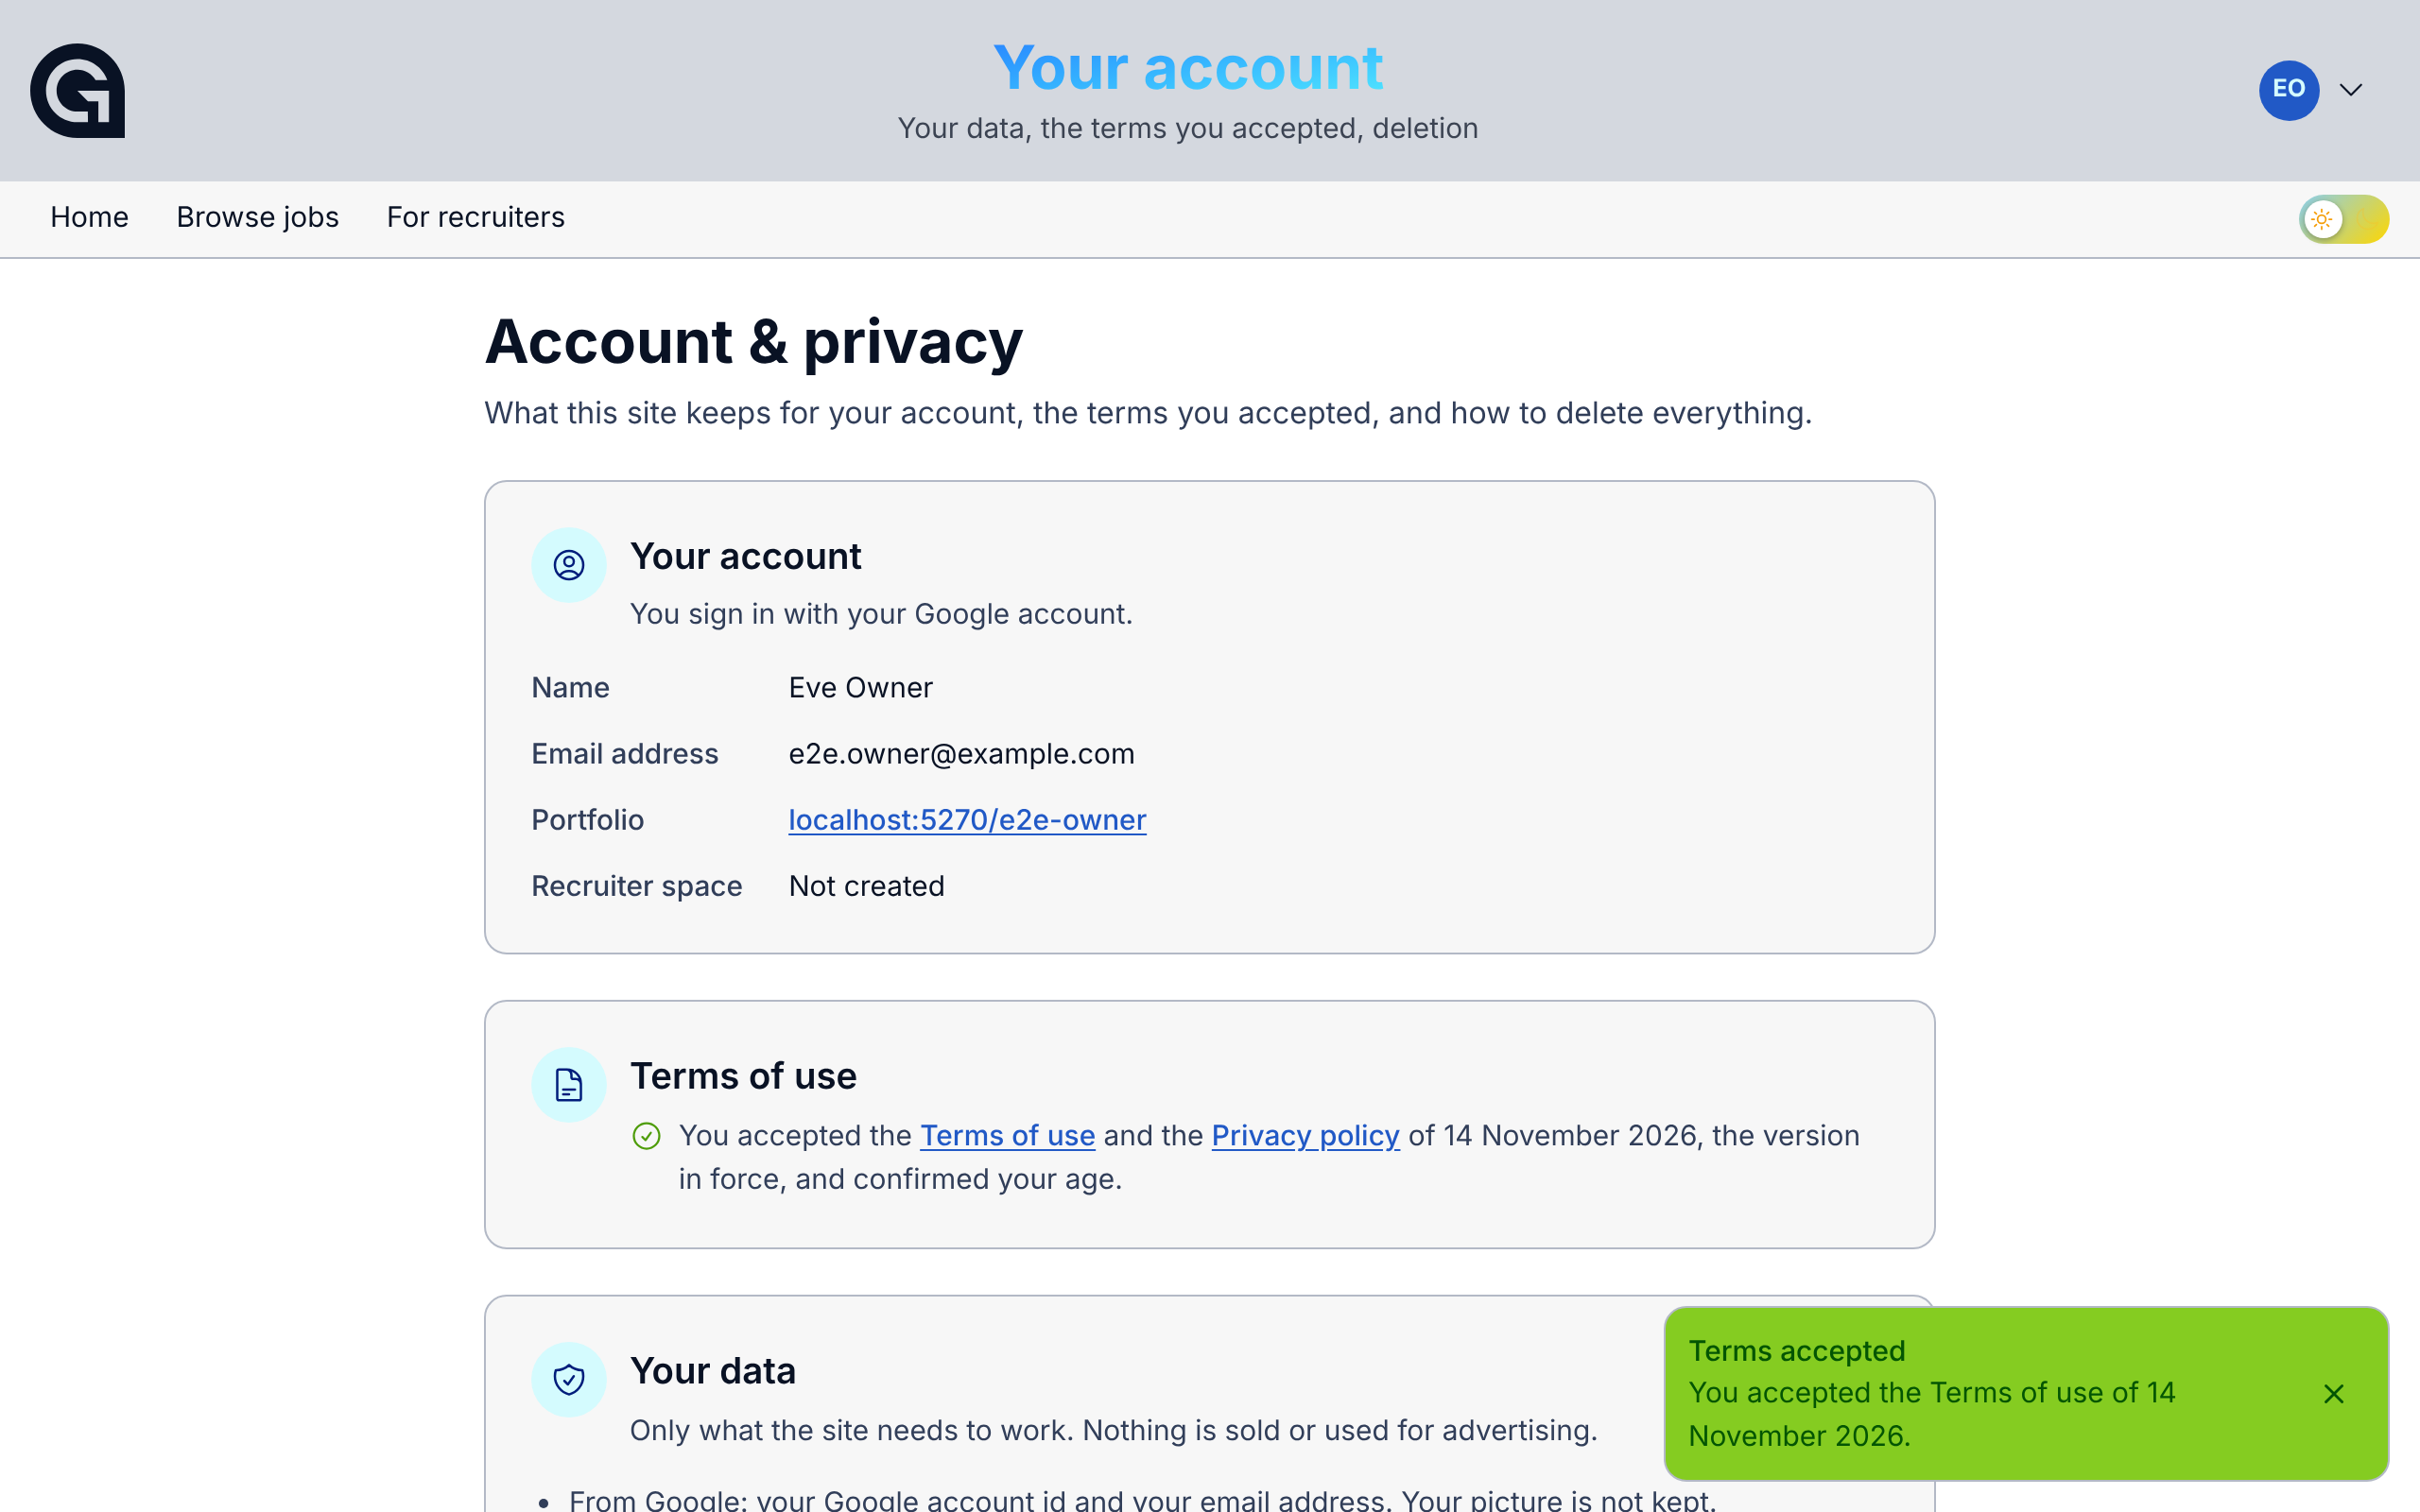 Your account
Your data, the terms you accepted, deletion
EO
Home
Browse jobs
For recruiters
Account & privacy
What this site keeps for your account, the terms you accepted, and how to delete everything.
Your account
You sign in with your Google account.
Name
Eve Owner
Email address
e2e.owner@example.com
Portfolio
localhost:5270/e2e-owner
Recruiter space
Not created
Terms of use
You accepted the Terms of use and the Privacy policy of 14 November 2026, the version
in force, and confirmed your age.
Your data
Only what the site needs to work. Nothing is sold or used for advertising.
• From Google: your Google account id and your email address. Your picture is not kept.
Terms accepted
You accepted the Terms of use of 14
November 2026.